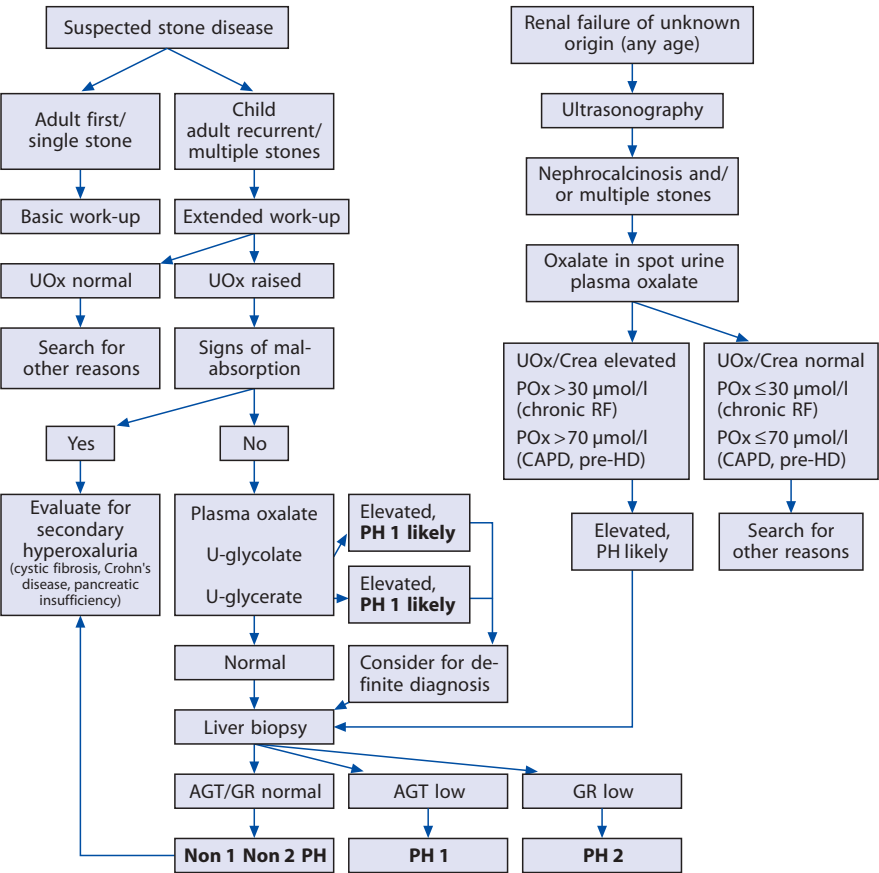 Suspected stone disease
Adult first/
single stone
Child
adult recurrent/
multiple stones
Basic work-up
Extended work-up
UOx normal
UOx raised
Search for
other reasons
Signs of mal-
absorption
Yes
No
Evaluate for
secondary
hyperoxaluria
(cystic fibrosis, Crohn's
disease, pancreatic
insufficiency)
Plasma oxalate
U-glycolate
U-glycerate
Elevated,
PH 1 likely
Elevated,
PH 1 likely
Normal
Consider for de-
finite diagnosis
Liver biopsy
AGT/GR normal
AGT low
GR low
Non 1 Non 2 PH
PH 1
PH 2
Renal failure of unknown
origin (any age)
Ultrasonography
Nephrocalcinosis and/
or multiple stones
Oxalate in spot urine
plasma oxalate
UOx/Crea elevated
POx >30 µmol/l
(chronic RF)
POx >70 µmol/l
(CAPD, pre-HD)
UOx/Crea normal
POx ≤30 µmol/l
(chronic RF)
POx ≤70 µmol/l
(CAPD, pre-HD)
Elevated,
PH likely
Search for
other reasons